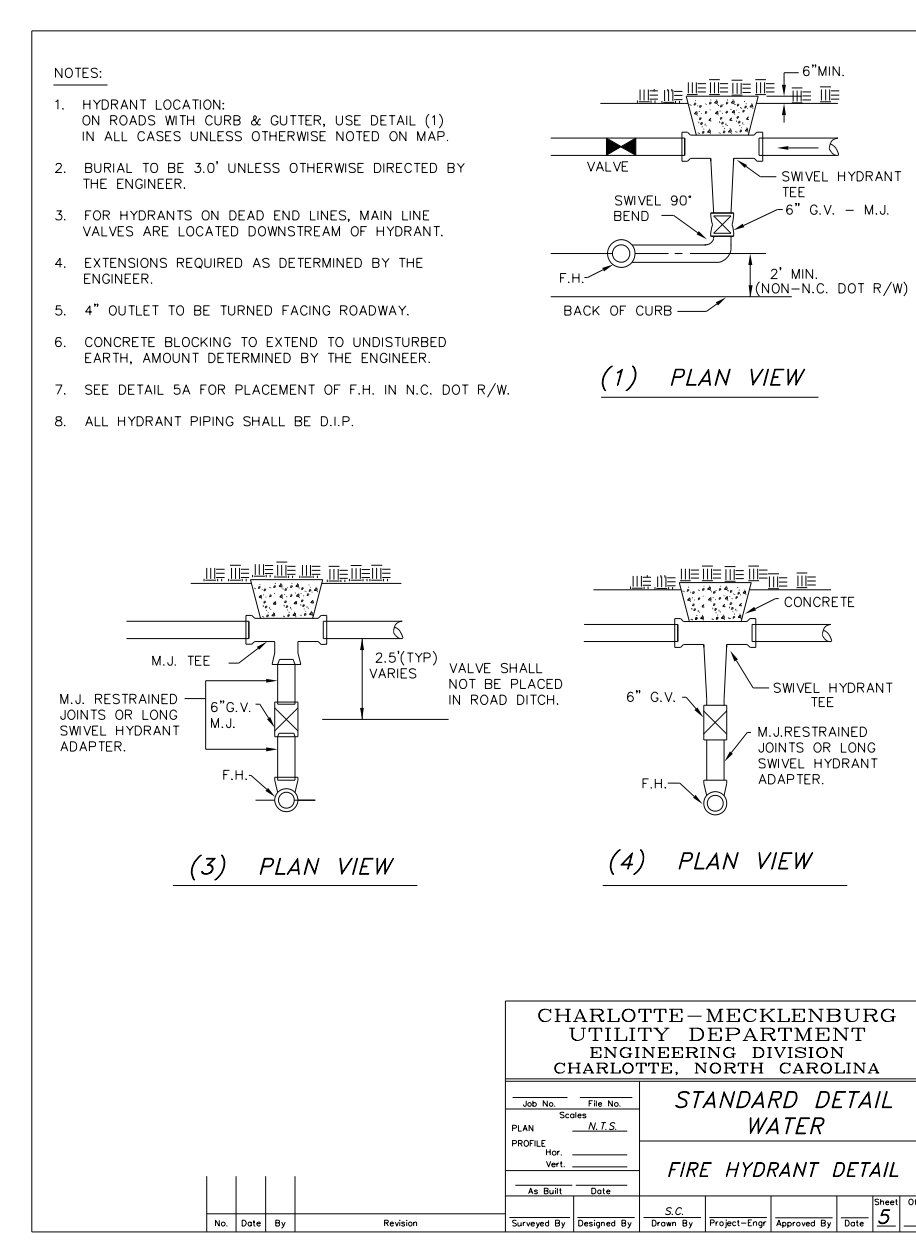 NOTES:
1. HYDRANT LOCATION:
ON ROADS WITH CURB & GUTTER, USE DETAIL (1)
IN ALL CASES UNLESS OTHERWISE NOTED ON MAP.
2. BURIAL TO BE 3.0' UNLESS OTHERWISE DIRECTED BY
THE ENGINEER.
3. FOR HYDRANTS ON DEAD END LINES, MAIN LINE
VALVES ARE LOCATED DOWNSTREAM OF HYDRANT.
4. EXTENSIONS REQUIRED AS DETERMINED BY THE
ENGINEER.
5. 4" OUTLET TO BE TURNED FACING ROADWAY.
6. CONCRETE BLOCKING TO EXTEND TO UNDISTURBED
EARTH, AMOUNT DETERMINED BY THE ENGINEER.
7. SEE DETAIL 5A FOR PLACEMENT OF F.H. IN N.C. DOT R/W.
8. ALL HYDRANT PIPING SHALL BE D.I.P.
6"MIN.
VALVE
SWIVEL HYDRANT
TEE
SWIVEL 90°
BEND
6" G.V. - M.J.
F.H.
2' MIN.
(NON-N.C. DOT R/W)
BACK OF CURB
(1) PLAN VIEW
M.J. TEE
2.5'(TYP)
VARIES
VALVE SHALL
NOT BE PLACED
IN ROAD DITCH.
M.J. RESTRAINED
JOINTS OR LONG
SWIVEL HYDRANT
ADAPTER.
6"G.V.
M.J.
F.H.
(3) PLAN VIEW
CONCRETE
6" G.V.
SWIVEL HYDRANT
TEE
M.J.RESTRAINED
JOINTS OR LONG
SWIVEL HYDRANT
ADAPTER.
F.H.
(4) PLAN VIEW
CHARLOTTE-MECKLENBURG
UTILITY DEPARTMENT
ENGINEERING DIVISION
CHARLOTTE, NORTH CAROLINA
Job No. File No.
Scales
PLAN N.T.S.
PROFILE
Hor.
Vert.
As Built Date
STANDARD DETAIL
WATER
FIRE HYDRANT DETAIL
No. Date By Revision
Surveyed By Designed By
S.C.
Drawn By Project-Engr Approved By Date
Sheet
5